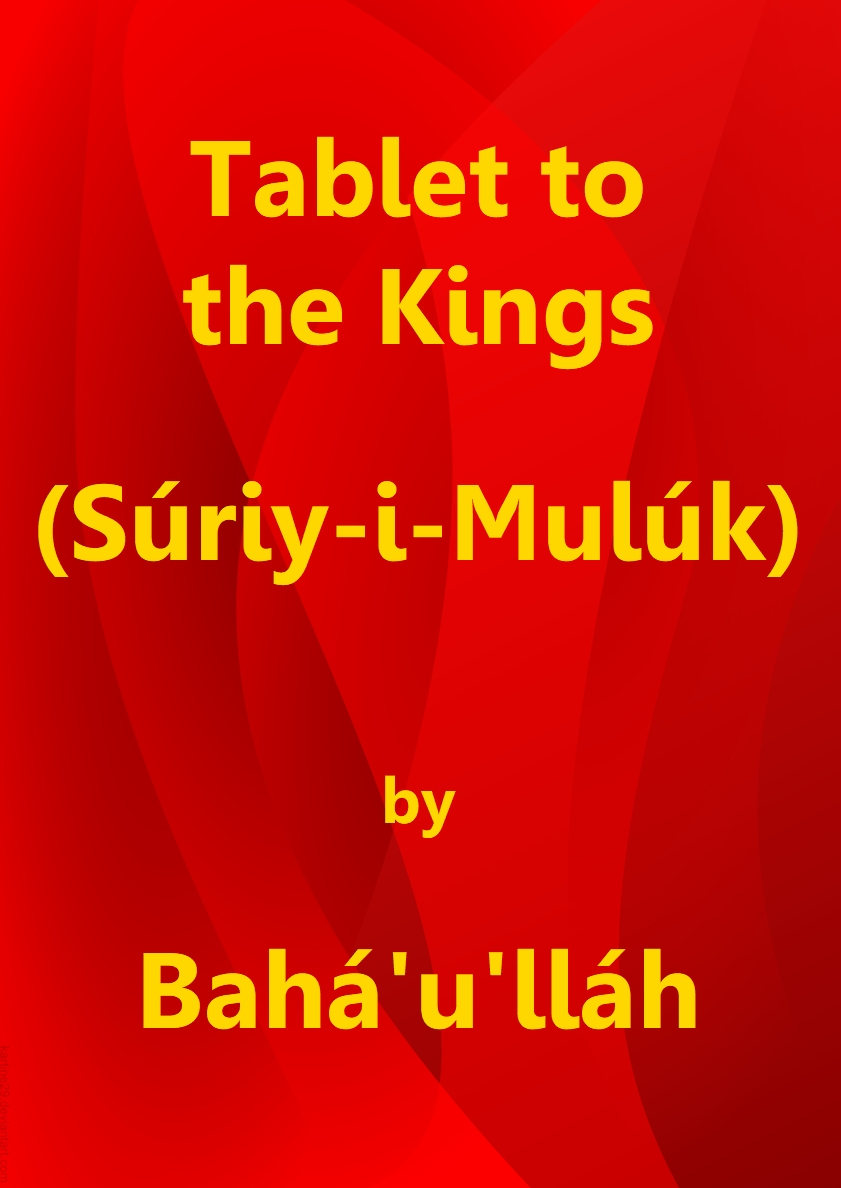 Tablet to
the Kings
(Súriy-i-Mulúk)
by
Bahá'u'lláh